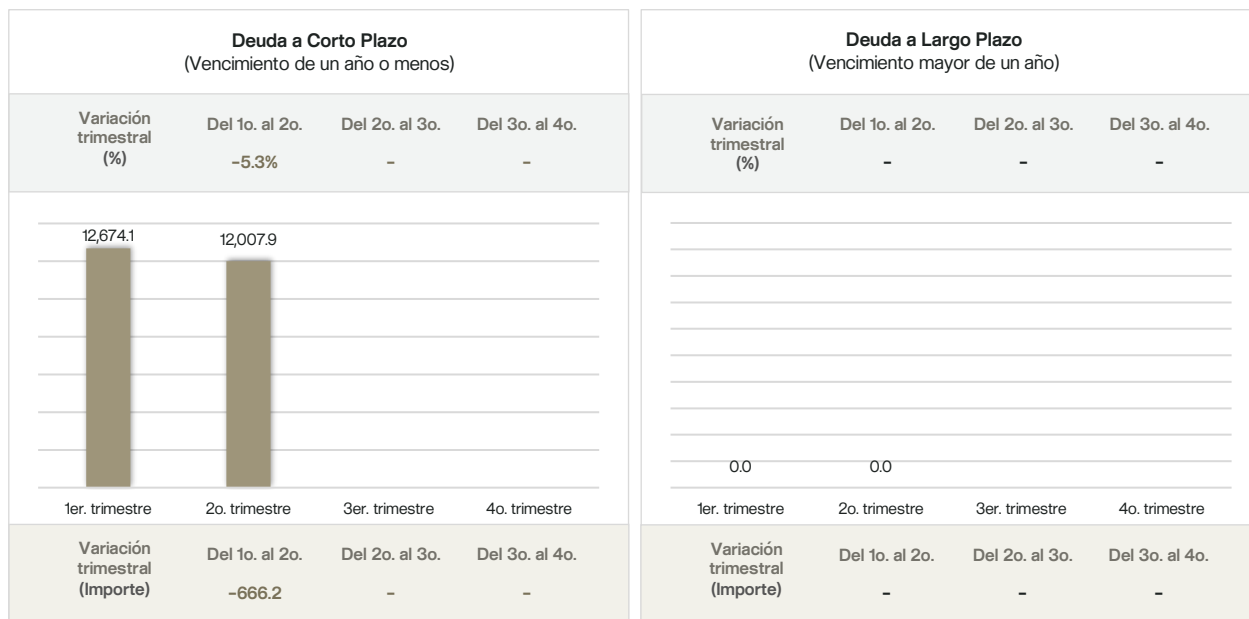 Deuda a Corto Plazo
(Vencimiento de un año o menos)
Variación
trimestral
(%)
Del 1o. al 2o.
Del 2o. al 3o.
Del 3o. al 4o.
-5.3%
-
-
12,674.1
12,007.9
1er. trimestre
2o. trimestre
3er. trimestre
4o. trimestre
Variación
trimestral
(Importe)
Del 1o. al 2o.
Del 2o. al 3o.
Del 3o. al 4o.
-666.2
-
-
Deuda a Largo Plazo
(Vencimiento mayor de un año)
Variación
trimestral
(%)
Del 1o. al 2o.
Del 2o. al 3o.
Del 3o. al 4o.
-
-
-
0.0
0.0
1er. trimestre
2o. trimestre
3er. trimestre
4o. trimestre
Variación
trimestral
(Importe)
Del 1o. al 2o.
Del 2o. al 3o.
Del 3o. al 4o.
-
-
-